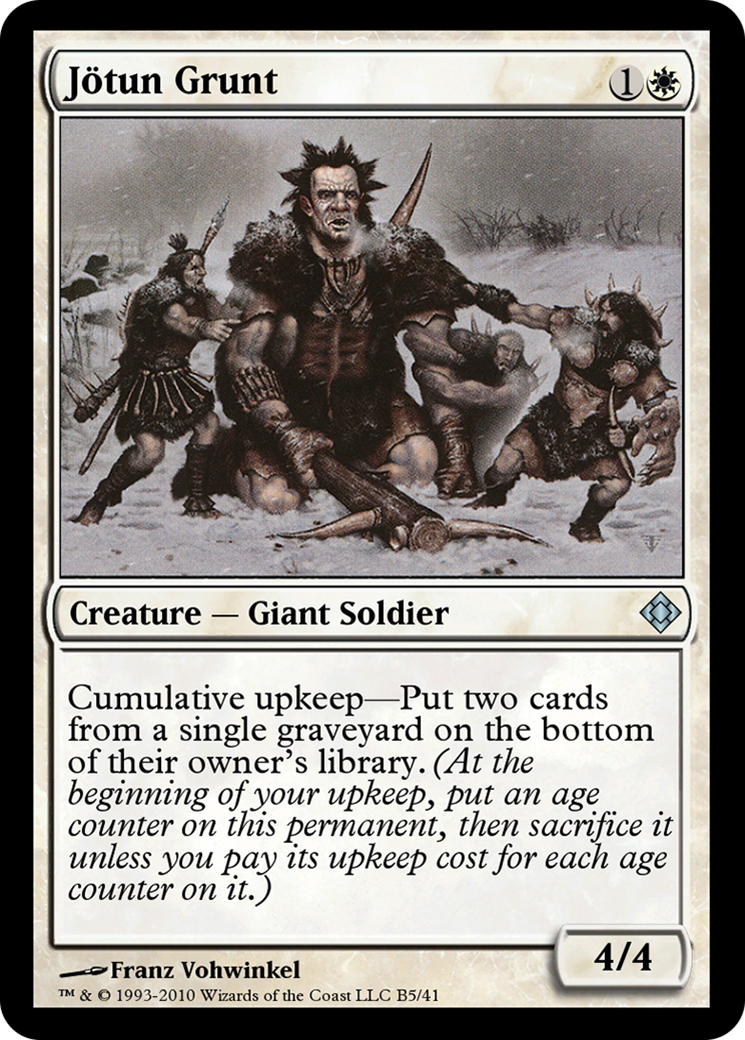 Jötun Grunt 1
Creature — Giant Soldier
Cumulative upkeep—Put two cards
from a single graveyard on the bottom
of their owner's library. (At the
beginning of your upkeep, put an age
counter on this permanent, then sacrifice it
unless you pay its upkeep cost for each age
counter on it.)
4/4
Franz Vohwinkel
™ & © 1993-2010 Wizards of the Coast LLC B5/41